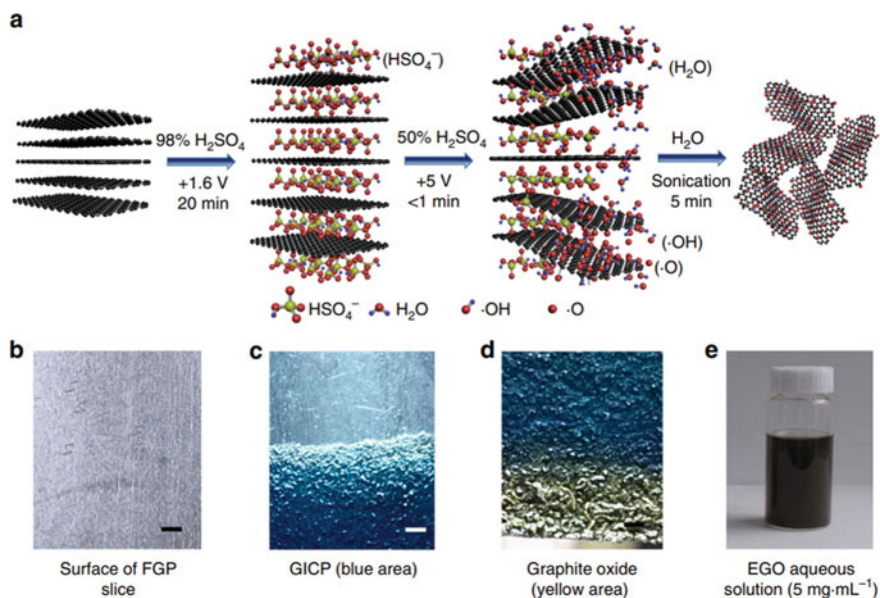 a
98% H₂SO₄
+1.6 V
20 min
(HSO₄⁻)
50% H₂SO₄
+5 V
<1 min
(H₂O)
(·OH)
(·O)
H₂O
Sonication
5 min
HSO₄⁻ H₂O ·OH ·O
b
c
d
e
Surface of FGP
slice
GICP (blue area)
Graphite oxide
(yellow area)
EGO aqueous
solution (5 mg·mL⁻¹)